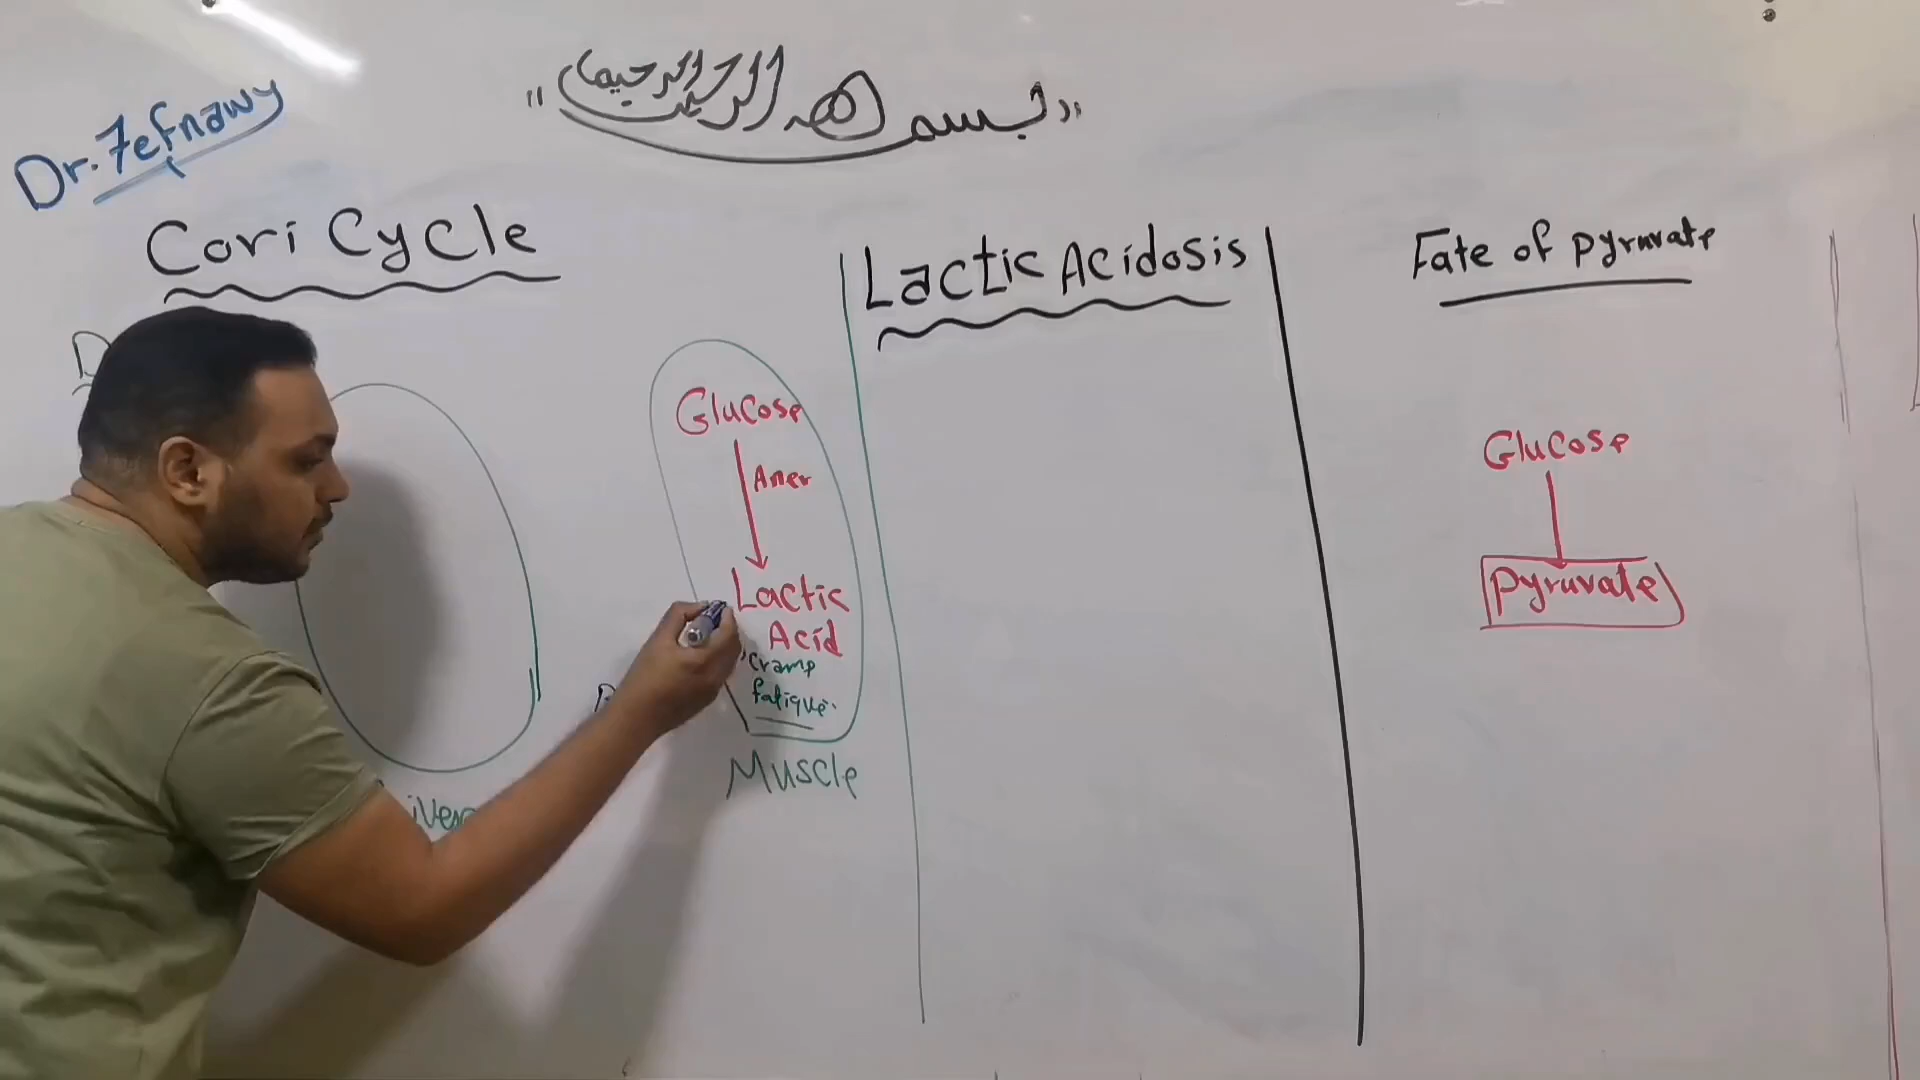 "بسم الله الرحمن الرحيم"
Dr. 7efnawy
Cori Cycle
Lactic Acidosis
Fate of pyruvate
Glucose
Aner
Lactic
Acid
cramp
fatigue
Muscle
Glucose
pyruvate